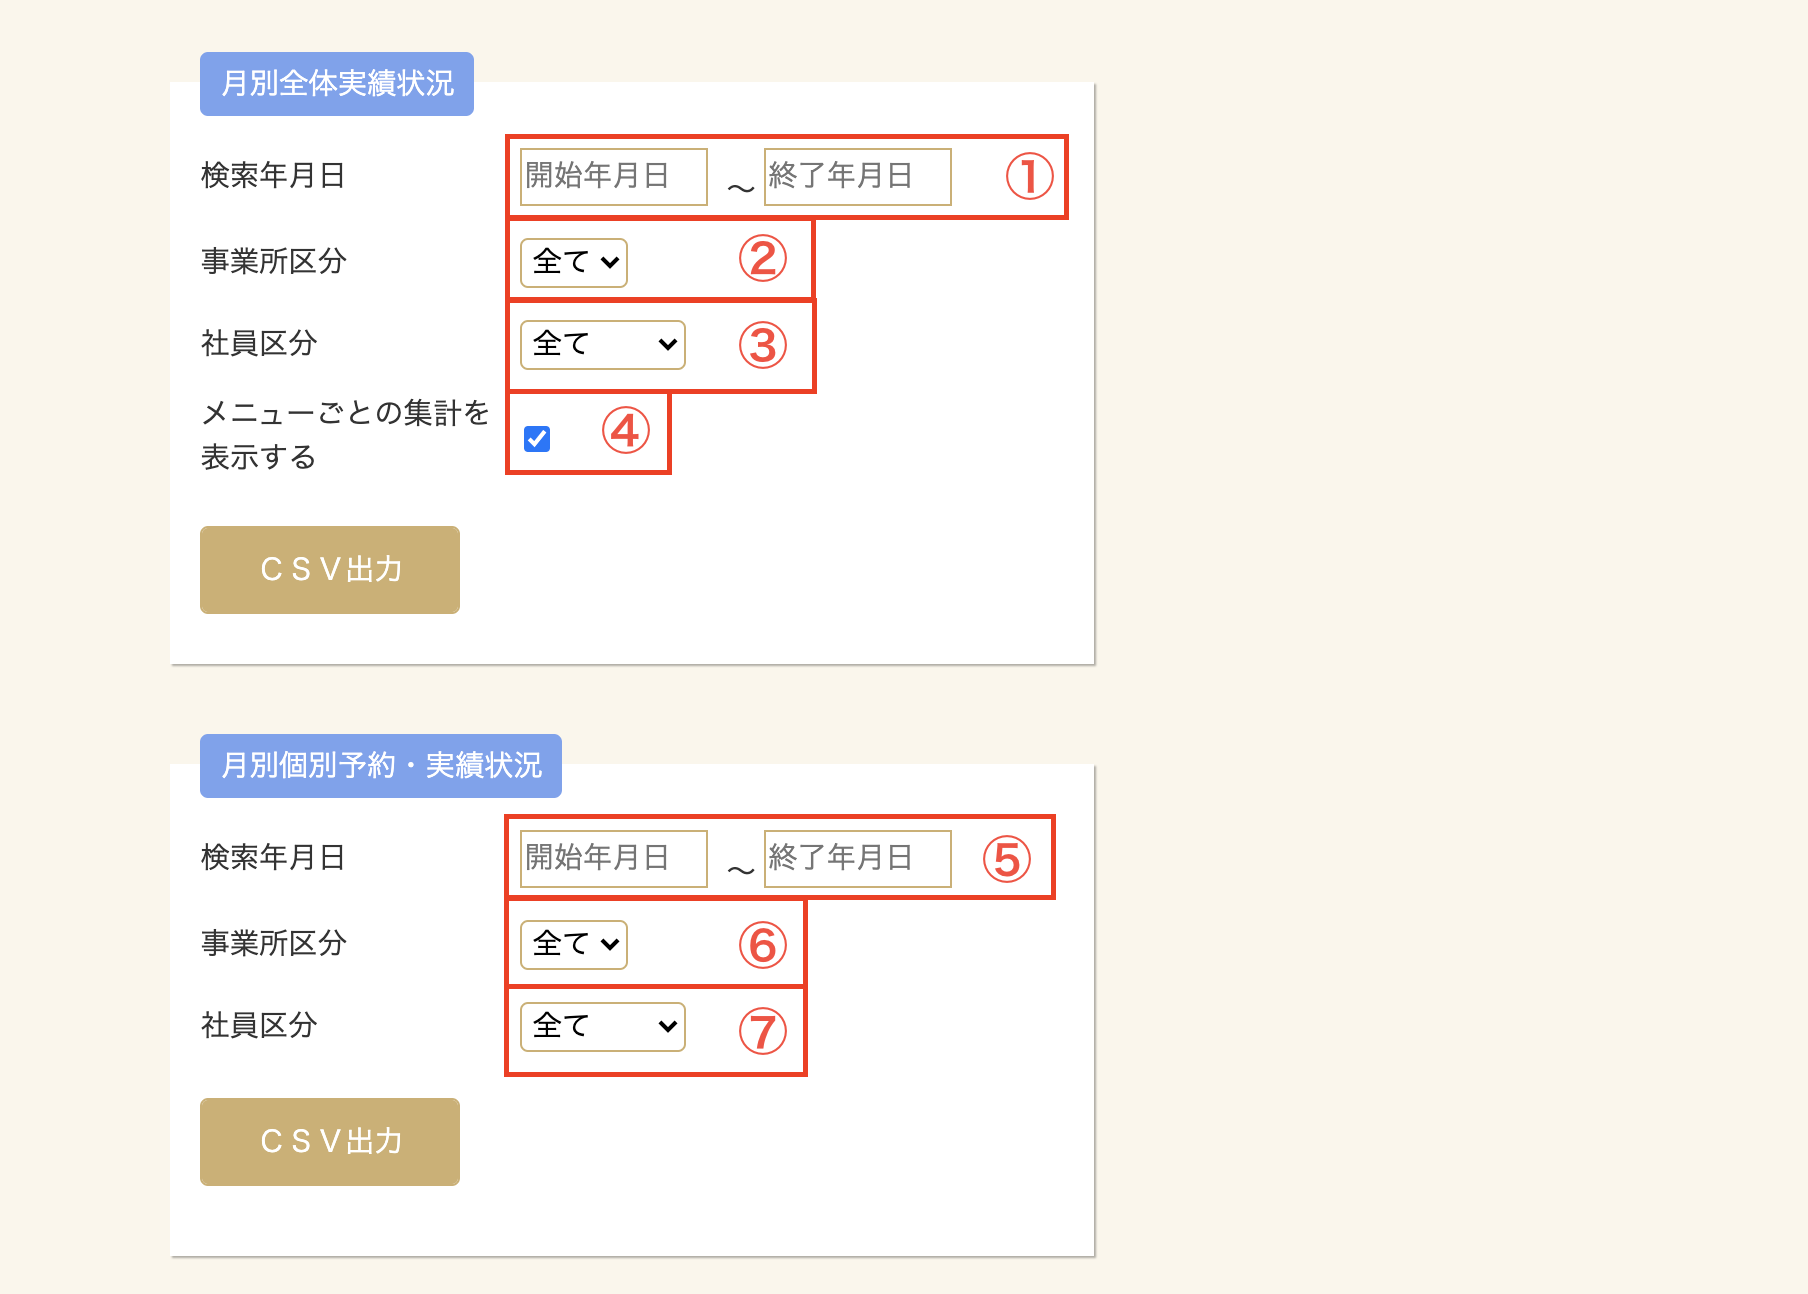 月別全体実績状況
検索年月日 開始年月日 ～ 終了年月日 ①
事業所区分 全て ②
社員区分 全て ③
メニューごとの集計を
表示する ④
ＣＳＶ出力
月別個別予約・実績状況
検索年月日 開始年月日 ～ 終了年月日 ⑤
事業所区分 全て ⑥
社員区分 全て ⑦
ＣＳＶ出力